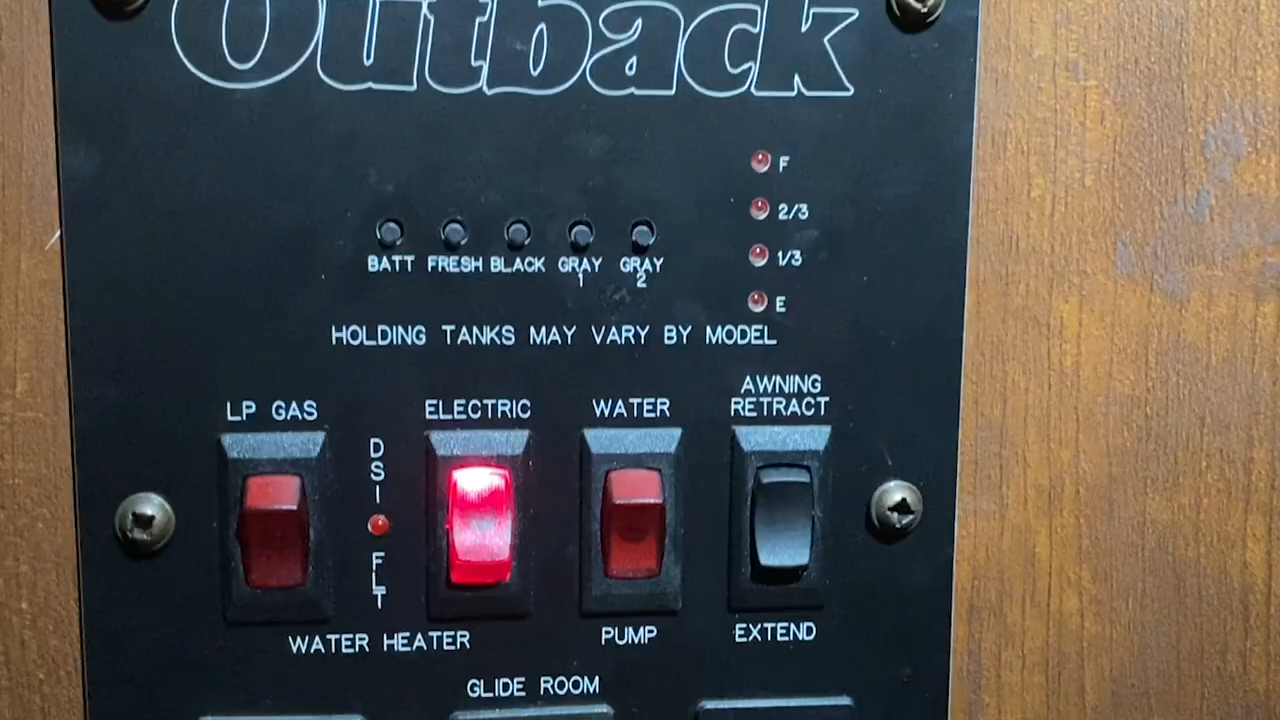 Outback
F
2/3
1/3
E
BATT FRESH BLACK GRAY 1 GRAY 2
HOLDING TANKS MAY VARY BY MODEL
LP GAS
DSI
FLT
ELECTRIC
WATER HEATER
WATER
PUMP
AWNING
RETRACT
EXTEND
GLIDE ROOM